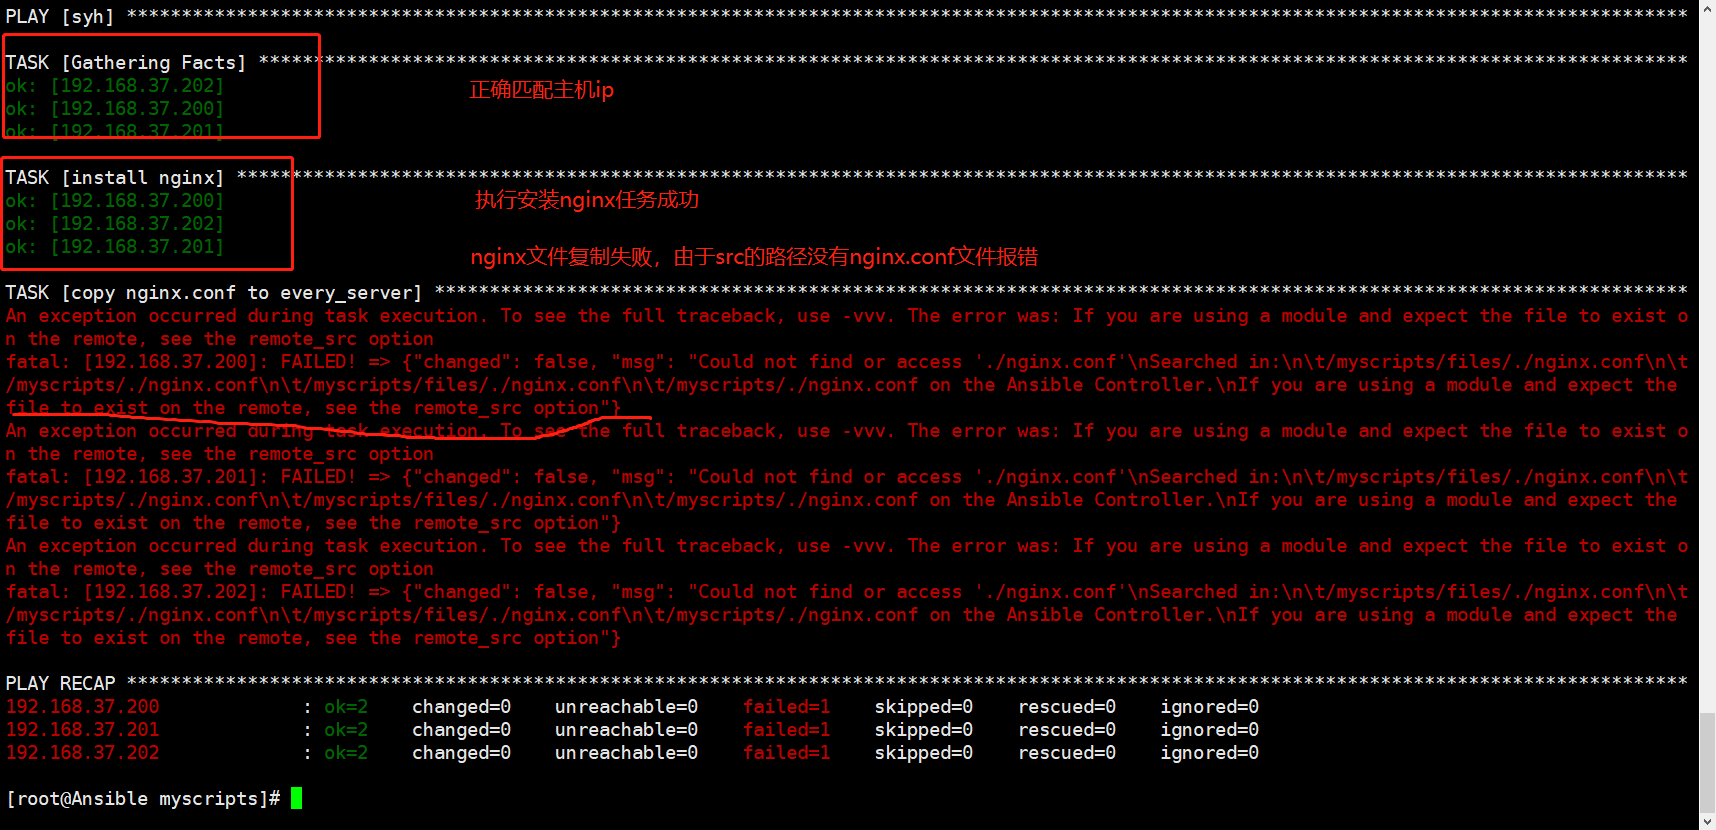 PLAY [syh] **********************************************************************************************************************************************
TASK [Gathering Facts] **********************************************************************************************************************************
ok: [192.168.37.202]
正确匹配主机ip
ok: [192.168.37.200]
ok: [192.168.37.201]
TASK [install nginx] ************************************************************************************************************************************
ok: [192.168.37.200]
执行安装nginx任务成功
ok: [192.168.37.202]
ok: [192.168.37.201]
nginx文件复制失败，由于src的路径没有nginx.conf文件报错
TASK [copy nginx.conf to every_server] ******************************************************************************************************************
An exception occurred during task execution. To see the full traceback, use -vvv. The error was: If you are using a module and expect the file to exist o
n the remote, see the remote_src option
fatal: [192.168.37.200]: FAILED! => {"changed": false, "msg": "Could not find or access './nginx.conf'\nSearched in:\n\t/myscripts/files/./nginx.conf\n\t
/myscripts/./nginx.conf\n\t/myscripts/files/./nginx.conf\n\t/myscripts/./nginx.conf on the Ansible Controller.\nIf you are using a module and expect the
file to exist on the remote, see the remote_src option"}
An exception occurred during task execution. To see the full traceback, use -vvv. The error was: If you are using a module and expect the file to exist o
n the remote, see the remote_src option
fatal: [192.168.37.201]: FAILED! => {"changed": false, "msg": "Could not find or access './nginx.conf'\nSearched in:\n\t/myscripts/files/./nginx.conf\n\t
/myscripts/./nginx.conf\n\t/myscripts/files/./nginx.conf\n\t/myscripts/./nginx.conf on the Ansible Controller.\nIf you are using a module and expect the
file to exist on the remote, see the remote_src option"}
An exception occurred during task execution. To see the full traceback, use -vvv. The error was: If you are using a module and expect the file to exist o
n the remote, see the remote_src option
fatal: [192.168.37.202]: FAILED! => {"changed": false, "msg": "Could not find or access './nginx.conf'\nSearched in:\n\t/myscripts/files/./nginx.conf\n\t
/myscripts/./nginx.conf\n\t/myscripts/files/./nginx.conf\n\t/myscripts/./nginx.conf on the Ansible Controller.\nIf you are using a module and expect the
file to exist on the remote, see the remote_src option"}
PLAY RECAP **********************************************************************************************************************************************
192.168.37.200             : ok=2    changed=0    unreachable=0    failed=1    skipped=0    rescued=0    ignored=0
192.168.37.201             : ok=2    changed=0    unreachable=0    failed=1    skipped=0    rescued=0    ignored=0
192.168.37.202             : ok=2    changed=0    unreachable=0    failed=1    skipped=0    rescued=0    ignored=0
[root@Ansible myscripts]#